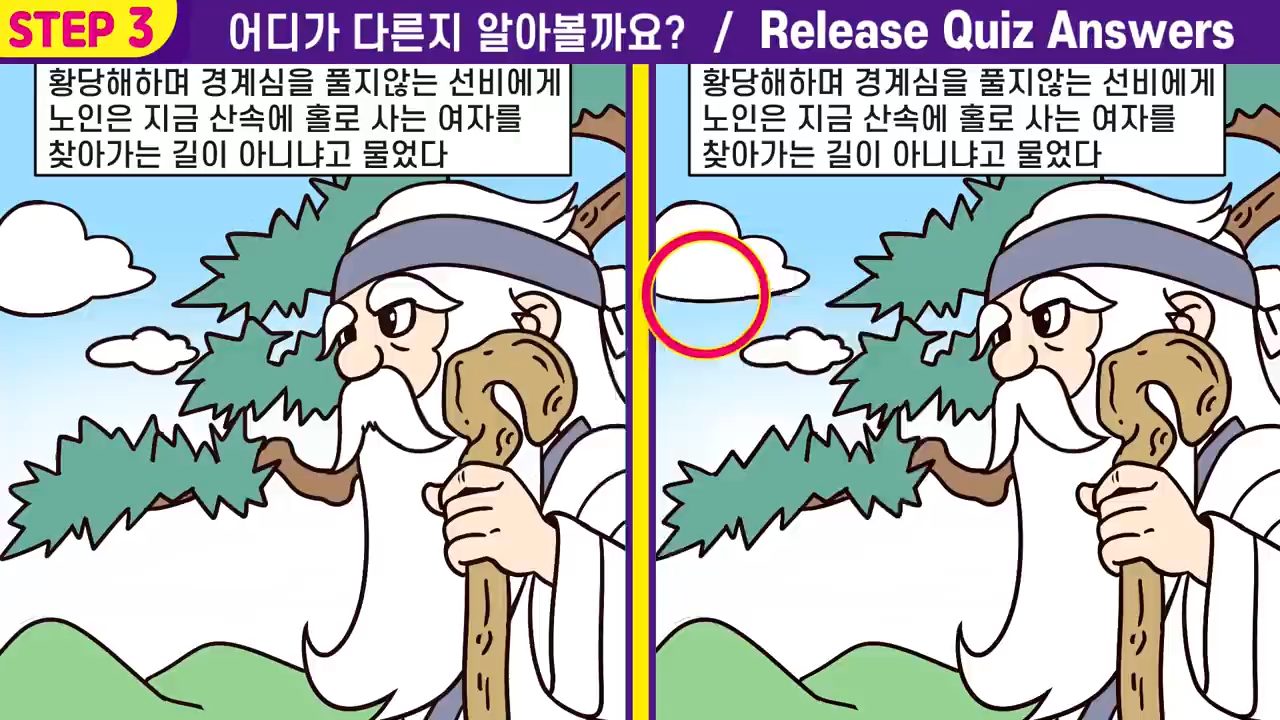 STEP 3
어디가 다른지 알아볼까요? / Release Quiz Answers
황당해하며 경계심을 풀지않는 선비에게
노인은 지금 산속에 홀로 사는 여자를
찾아가는 길이 아니냐고 물었다
황당해하며 경계심을 풀지않는 선비에게
노인은 지금 산속에 홀로 사는 여자를
찾아가는 길이 아니냐고 물었다